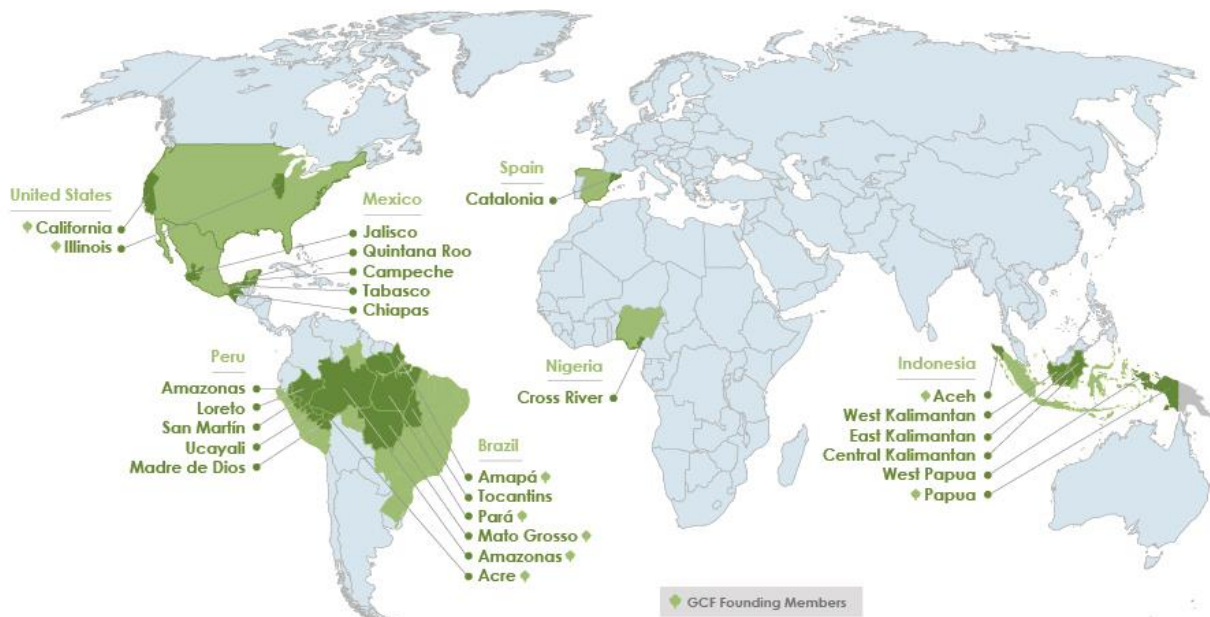 United States
California
Illinois
Mexico
Jalisco
Quintana Roo
Campeche
Tabasco
Chiapas
Peru
Amazonas
Loreto
San Martín
Ucayali
Madre de Dios
Brazil
Amapá
Tocantins
Pará
Mato Grosso
Amazonas
Acre
Spain
Catalonia
Nigeria
Cross River
Indonesia
Aceh
West Kalimantan
East Kalimantan
Central Kalimantan
West Papua
Papua
GCF Founding Members